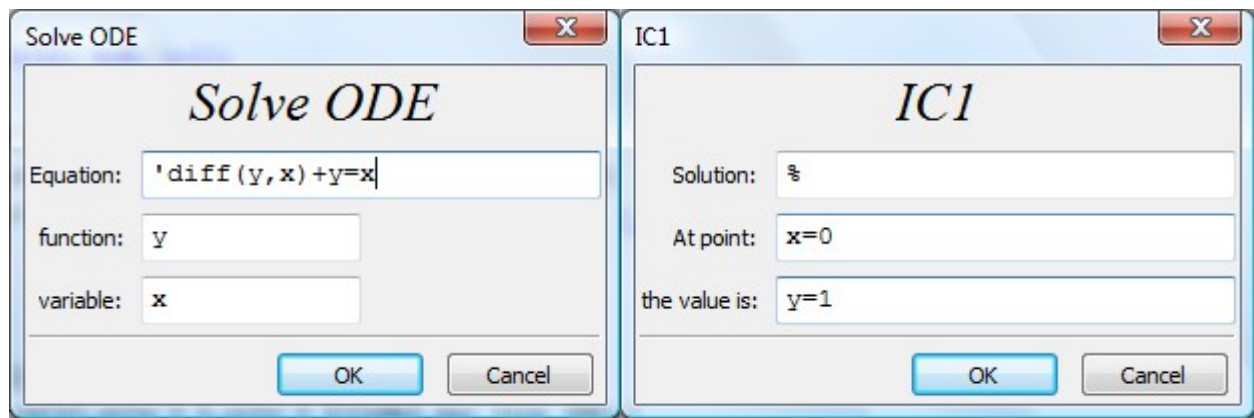 Solve ODE
Solve ODE
Equation: 'diff(y,x)+y=x
function: y
variable: x
OK Cancel
IC1
IC1
Solution: %
At point: x=0
the value is: y=1
OK Cancel